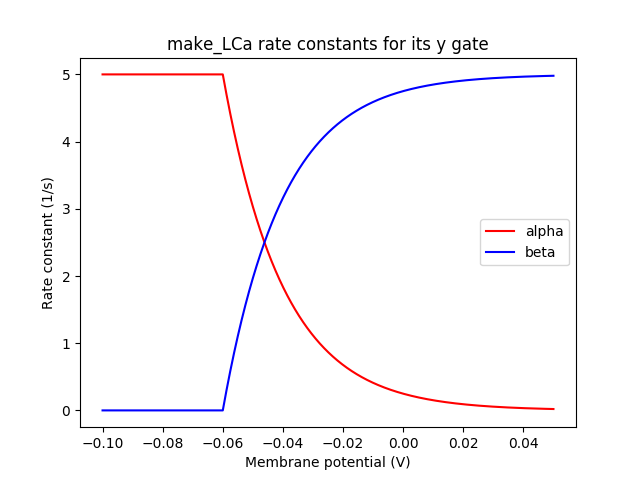 make_LCa rate constants for its y gate
Rate constant (1/s)
5
4
3
2
1
0
alpha
beta
−0.10 −0.08 −0.06 −0.04 −0.02 0.00 0.02 0.04
Membrane potential (V)